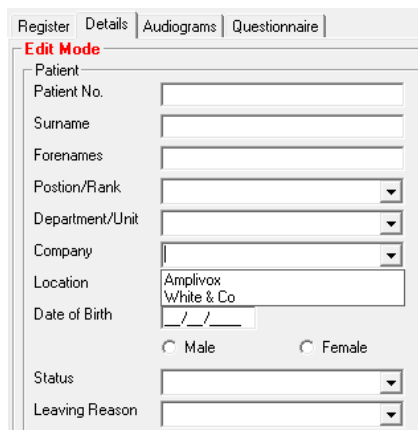 Register Details Audiograms Questionnaire
Edit Mode
Patient
Patient No.
Surname
Forenames
Postion/Rank
Department/Unit
Company
Amplivox
Location
White & Co
Date of Birth __/__/____
Male Female
Status
Leaving Reason